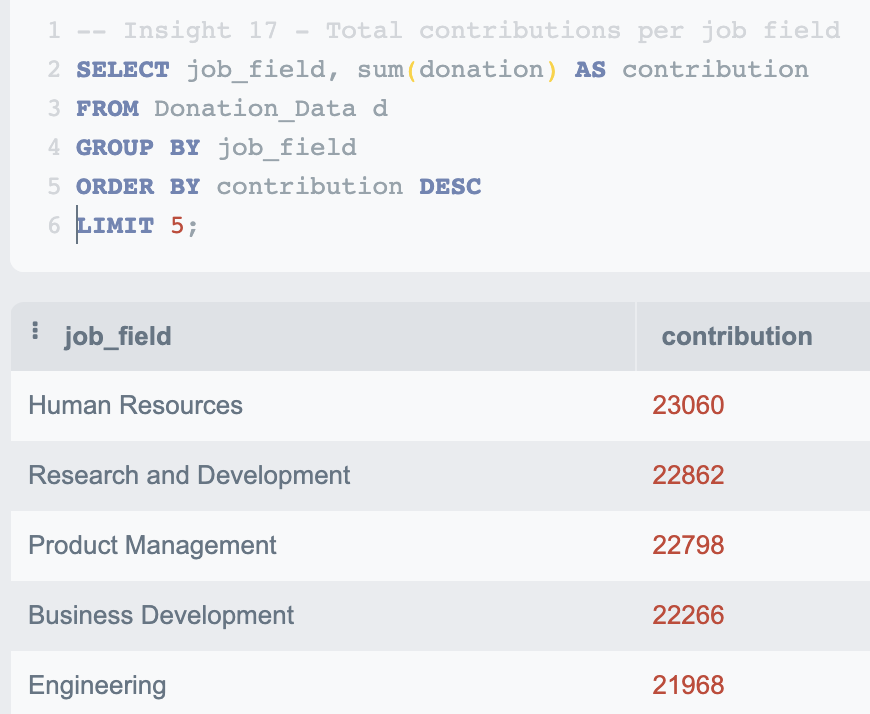 1 -- Insight 17 - Total contributions per job field
2 SELECT job_field, sum(donation) AS contribution
3 FROM Donation_Data d
4 GROUP BY job_field
5 ORDER BY contribution DESC
6 LIMIT 5;
job_field contribution
Human Resources 23060
Research and Development 22862
Product Management 22798
Business Development 22266
Engineering 21968